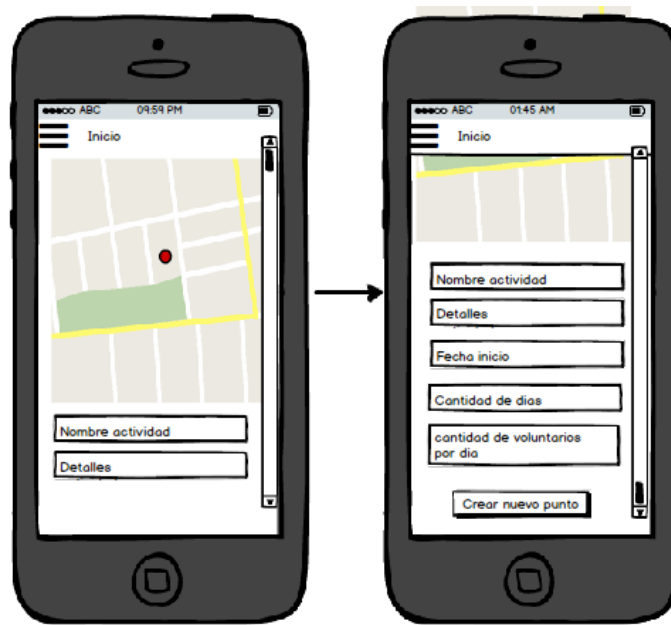 ABC 09:59 PM
Inicio
Nombre actividad
Detalles
ABC 01:45 AM
Inicio
Nombre actividad
Detalles
Fecha inicio
Cantidad de dias
cantidad de voluntarios
por dia
Crear nuevo punto